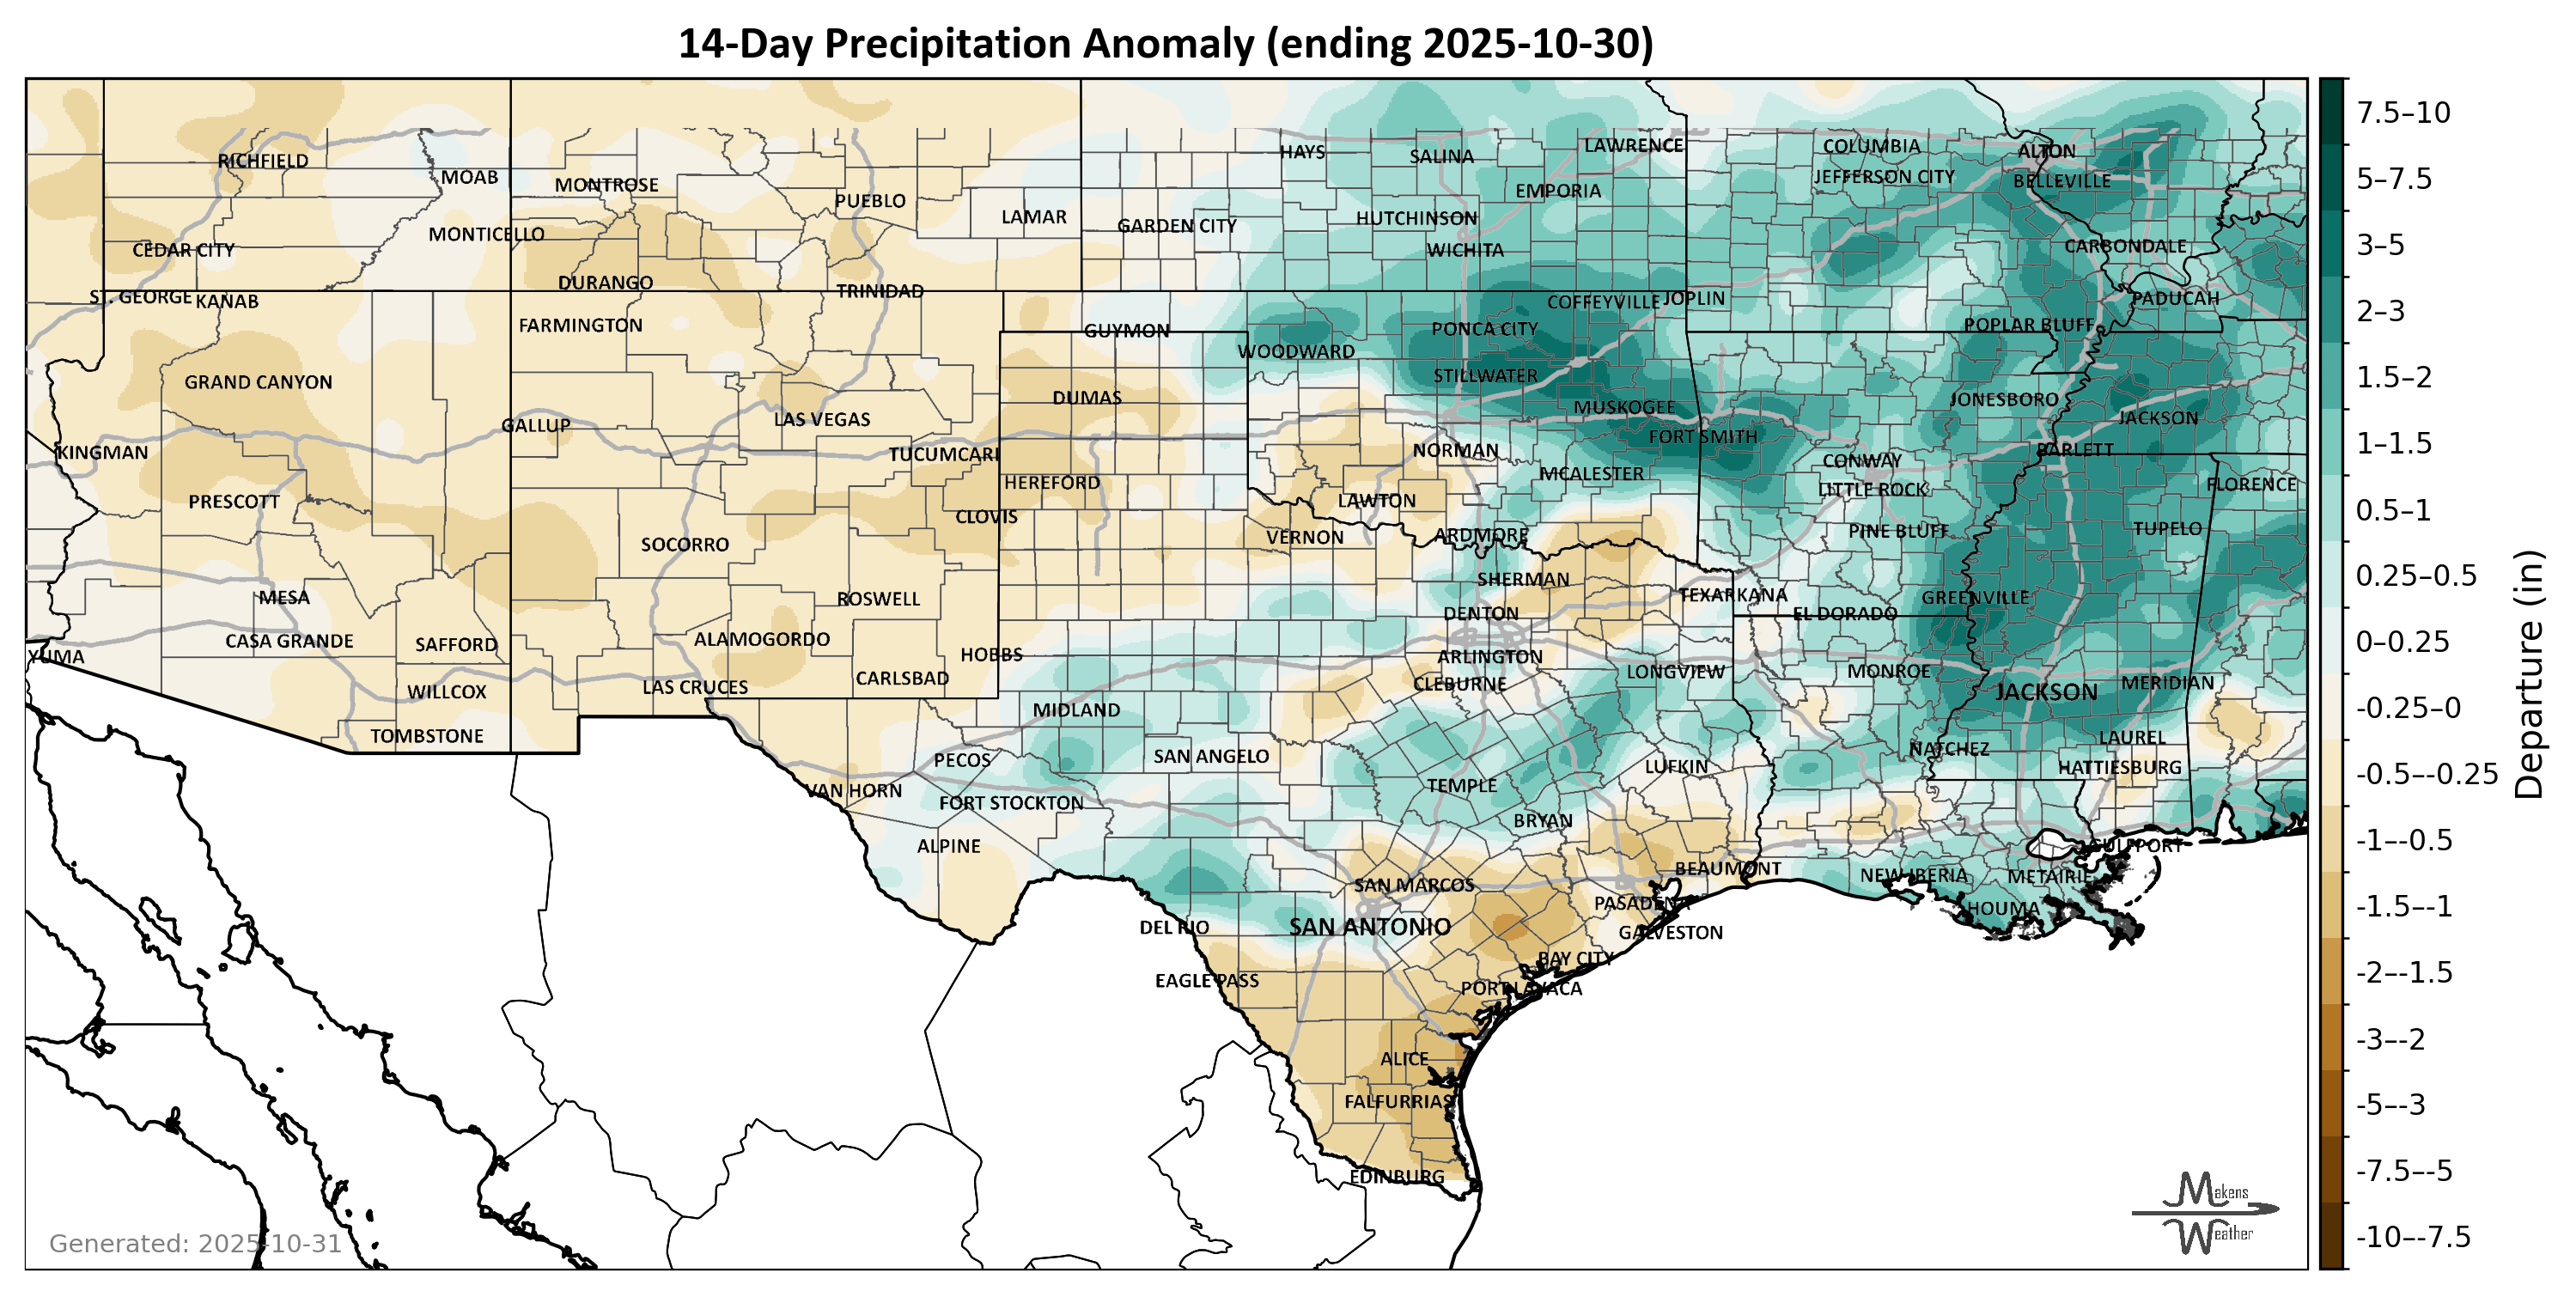 14-Day Precipitation Anomaly (ending 2025-10-30)
RICHFIELD
MOAB
MONTROSE
PUEBLO
LAMAR
HAYS
SALINA
LAWRENCE
EMPORIA
COLUMBIA
JEFFERSON CITY
ALTON
BELLEVILLE
CEDAR CITY
MONTICELLO
GARDEN CITY
HUTCHINSON
WICHITA
CARBONDALE
DURANGO
TRINIDAD
ST. GEORGE
KANAB
FARMINGTON
GUYMON
COFFEYVILLE
JOPLIN
PADUCAH
PONCA CITY
POPLAR BLUFF
WOODWARD
STILLWATER
GRAND CANYON
DUMAS
MUSKOGEE
JONESBORO
JACKSON
GALLUP
LAS VEGAS
TUCUMCARI
KINGMAN
NORMAN
FORT SMITH
BARLETT
CONWAY
HEREFORD
MCALESTER
LITTLE ROCK
FLORENCE
PRESCOTT
LAWTON
CLOVIS
PINE BLUFF
TUPELO
SOCORRO
VERNON
ARDMORE
SHERMAN
MESA
ROSWELL
TEXARKANA
GREENVILLE
DENTON
EL DORADO
CASA GRANDE
SAFFORD
ALAMOGORDO
YUMA
HOBBS
ARLINGTON
LONGVIEW
MONROE
CARLSBAD
CLEBURNE
JACKSON
MERIDIAN
WILLCOX
LAS CRUCES
MIDLAND
TOMBSTONE
PECOS
SAN ANGELO
NATCHEZ
LAUREL
LUFKIN
HATTIESBURG
VAN HORN
FORT STOCKTON
TEMPLE
BRYAN
ALPINE
GULFPORT
BEAUMONT
NEW IBERIA
METAIRIE
SAN MARCOS
PASADENA
HOUMA
DEL RIO
SAN ANTONIO
GALVESTON
BAY CITY
EAGLE PASS
PORT LAVACA
ALICE
FALFURRIAS
EDINBURG
Generated: 2025-10-31
Makens
Weather
7.5–10
5–7.5
3–5
2–3
1.5–2
1–1.5
0.5–1
0.25–0.5
0–0.25
-0.25–0
-0.5–-0.25
-1–-0.5
-1.5–-1
-2–-1.5
-3–-2
-5–-3
-7.5–-5
-10–-7.5
Departure (in)